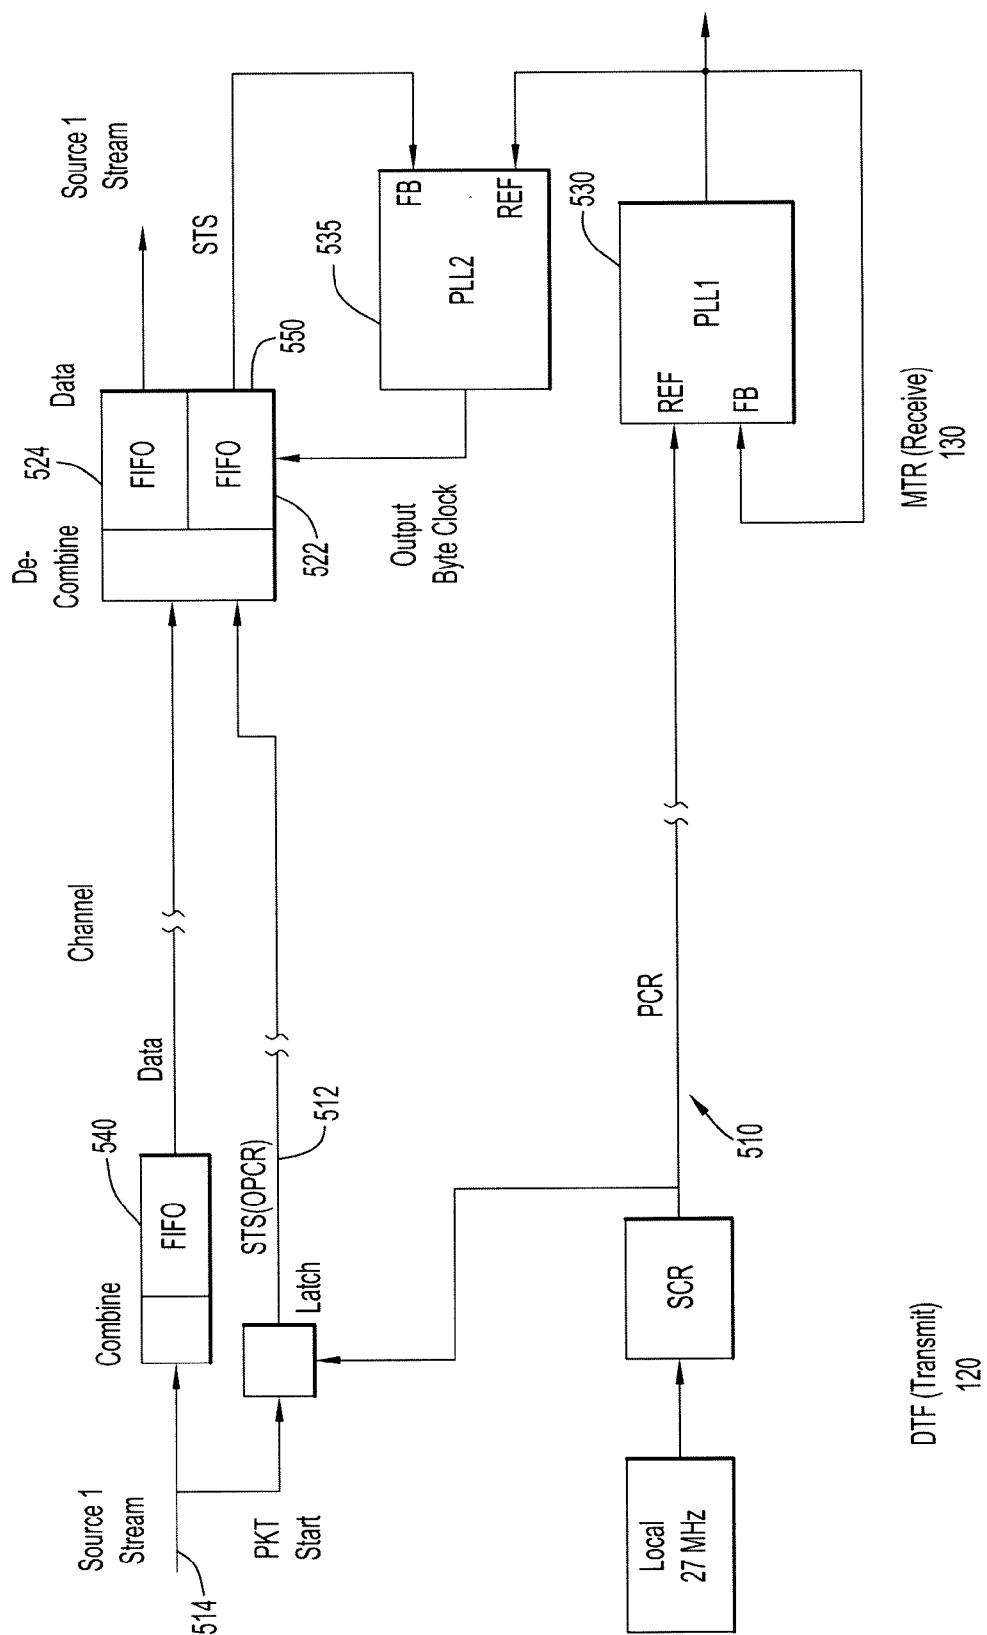 Source 1
Stream
514
PKT
Start
Combine
FIFO
540
Data
Channel
Latch
STS(OPCR)
512
De-
Combine
524
Data
FIFO
FIFO
522
550
Source 1
Stream
STS
Output
Byte Clock
535
PLL2
FB
REF
Local
27 MHz
SCR
510
PCR
REF
FB
PLL1
530
DTF (Transmit)
120
MTR (Receive)
130